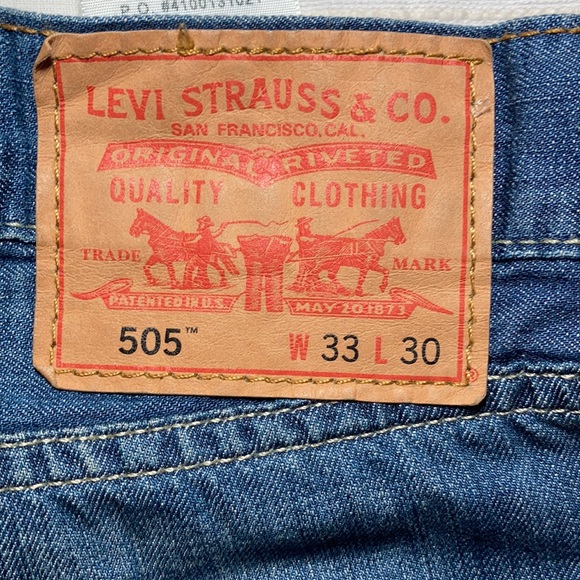 P.O. #4100131021
LEVI STRAUSS & CO.
SAN FRANCISCO, CAL.
ORIGINAL RIVETED
QUALITY CLOTHING
TRADE MARK
PATENTED IN U.S. MAY 20 1873
505™ W 33 L 30
®